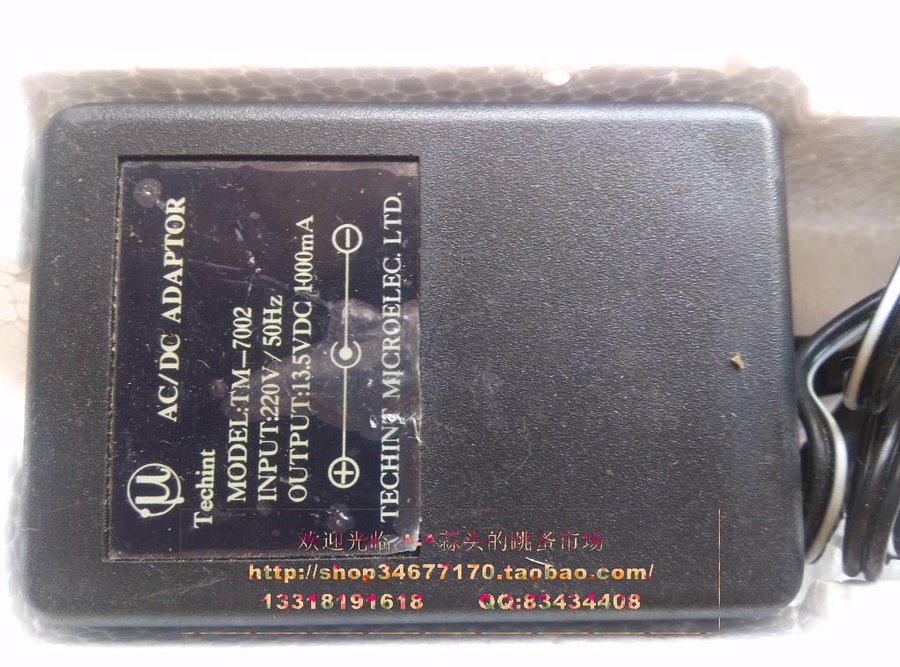 μ
AC/DC ADAPTOR
Techint
MODEL:TM-7002
INPUT:220V/50Hz
OUTPUT:13.5VDC 1000mA
TECHINT MICROELEC. LTD.
欢迎光临 A-A蒜头的跳蚤市场
http://shop34677170.taobao.com/
13318191618 QQ:83434408